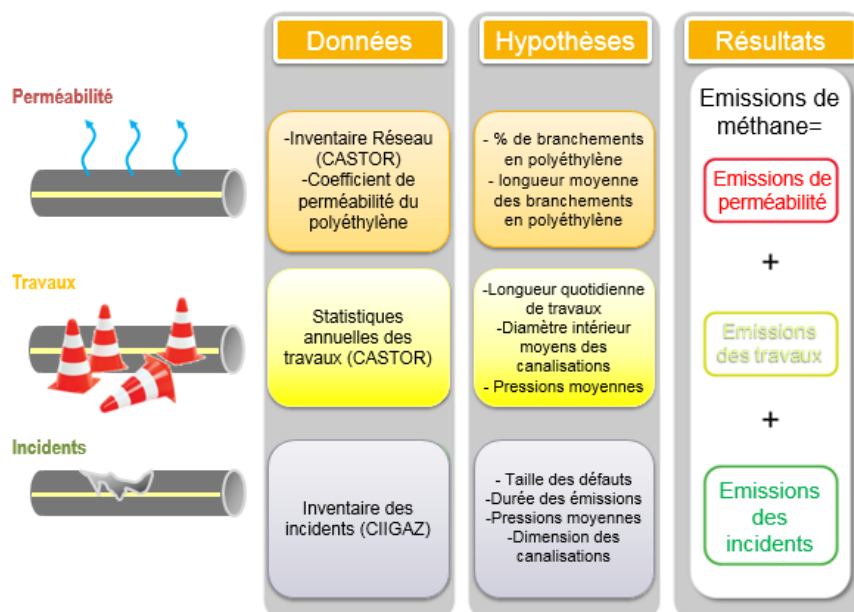 Données
Hypothèses
Résultats
Perméabilité
-Inventaire Réseau
(CASTOR)
-Coefficient de
perméabilité du
polyéthylène
- % de branchements
en polyéthylène
- longueur moyenne
des branchements
en polyéthylène
Emissions de
méthane=
Emissions de
perméabilité
+
Travaux
Statistiques
annuelles des
travaux (CASTOR)
-Longueur quotidienne
de travaux
-Diamètre intérieur
moyens des
canalisations
- Pressions moyennes
Emissions
des travaux
+
Incidents
Inventaire des
incidents (CIIGAZ)
- Taille des défauts
-Durée des émissions
-Pressions moyennes
-Dimension des
canalisations
Emissions
des
incidents